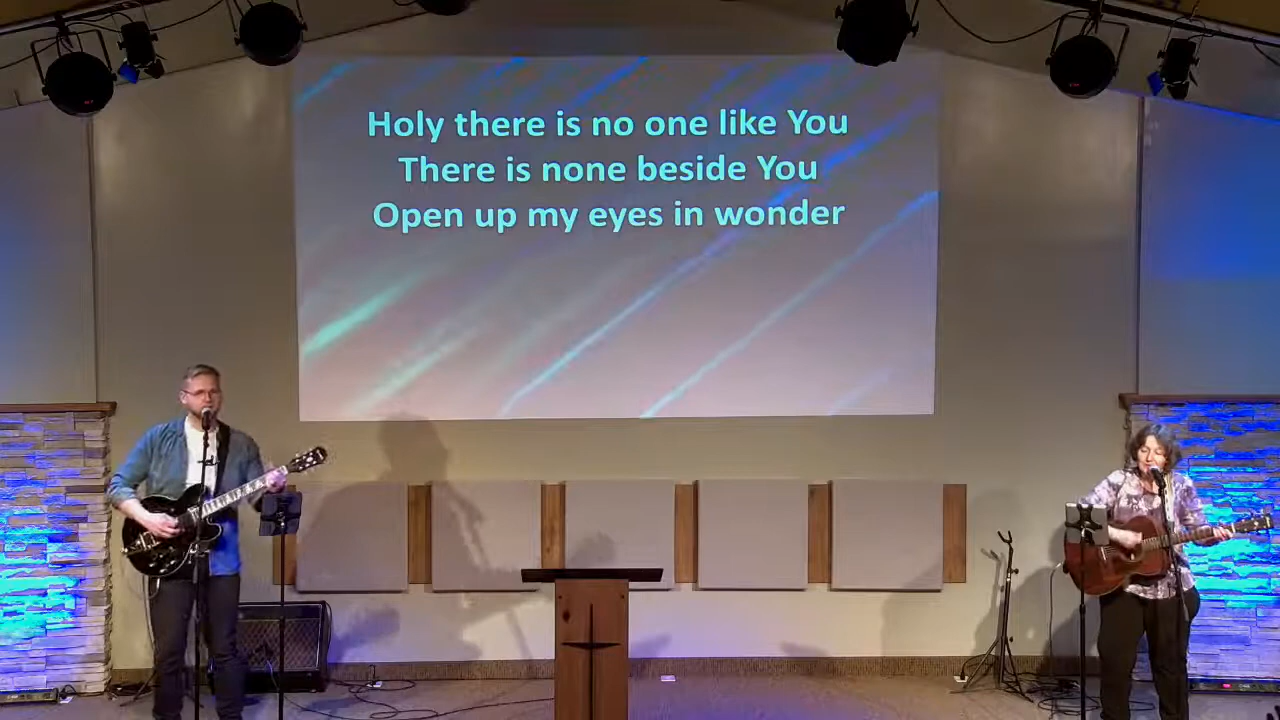 Holy there is no one like You
There is none beside You
Open up my eyes in wonder